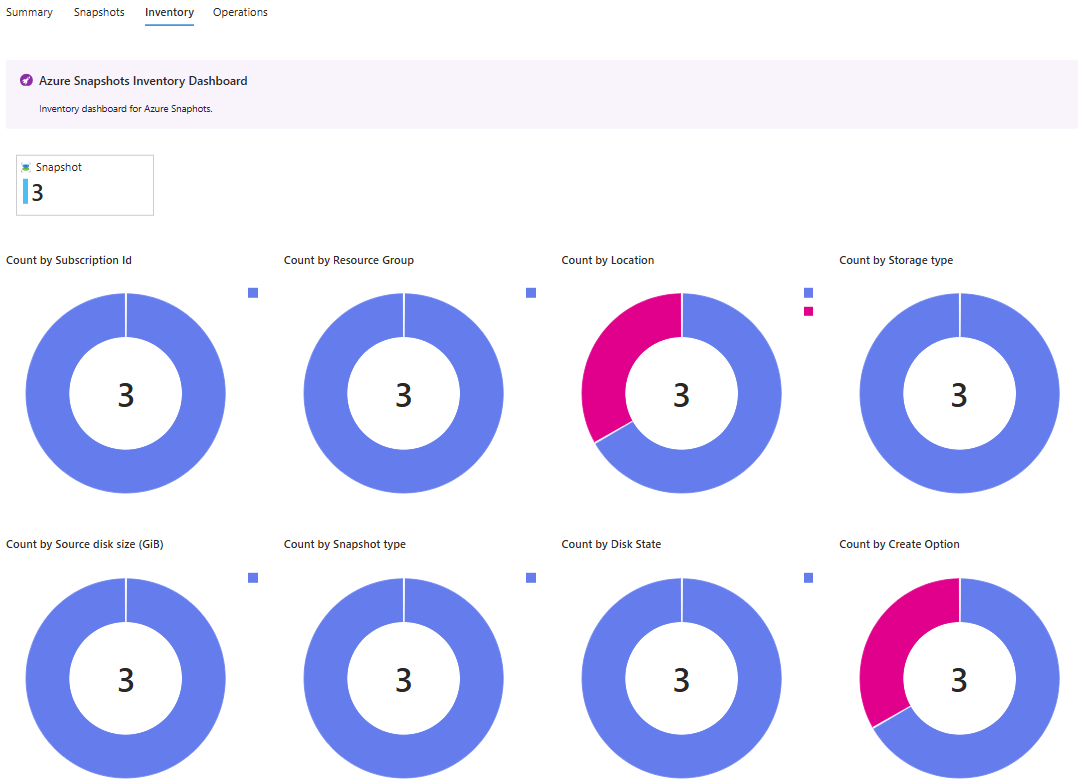 Summary Snapshots Inventory Operations
Azure Snapshots Inventory Dashboard
Inventory dashboard for Azure Snaphots.
Snapshot
3
Count by Subscription Id Count by Resource Group Count by Location Count by Storage type
3 3 3 3
Count by Source disk size (GiB) Count by Snapshot type Count by Disk State Count by Create Option
3 3 3 3